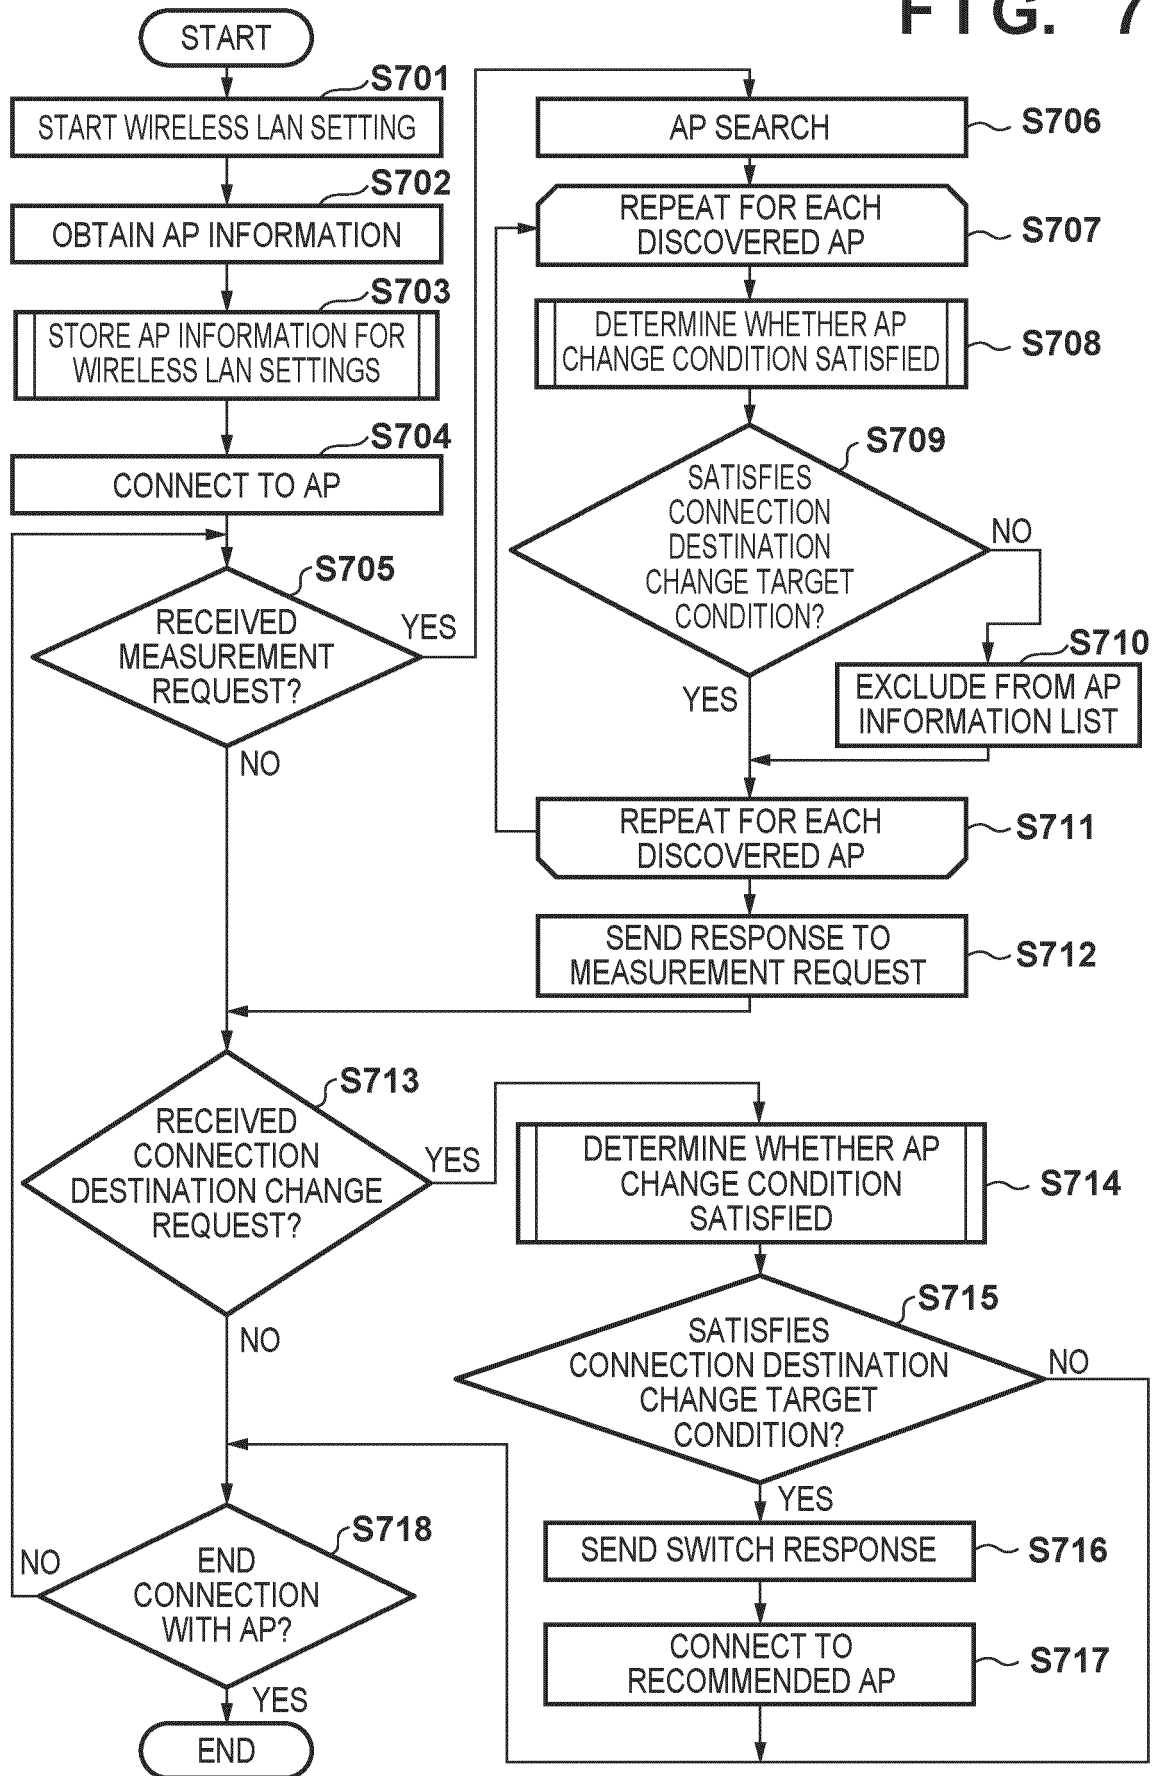 FIG. 7
START
S701
START WIRELESS LAN SETTING
S702
OBTAIN AP INFORMATION
S703
STORE AP INFORMATION FOR
WIRELESS LAN SETTINGS
S704
CONNECT TO AP
S705
RECEIVED
MEASUREMENT
REQUEST?
YES
NO
AP SEARCH
S706
REPEAT FOR EACH
DISCOVERED AP
S707
DETERMINE WHETHER AP
CHANGE CONDITION SATISFIED
S708
S709
SATISFIES
CONNECTION
DESTINATION
CHANGE TARGET
CONDITION?
NO
YES
S710
EXCLUDE FROM AP
INFORMATION LIST
REPEAT FOR EACH
DISCOVERED AP
S711
SEND RESPONSE TO
MEASUREMENT REQUEST
S712
S713
RECEIVED
CONNECTION
DESTINATION CHANGE
REQUEST?
YES
NO
DETERMINE WHETHER AP
CHANGE CONDITION
SATISFIED
S714
S715
SATISFIES
CONNECTION DESTINATION
CHANGE TARGET
CONDITION?
NO
YES
SEND SWITCH RESPONSE
S716
CONNECT TO
RECOMMENDED AP
S717
S718
END
CONNECTION
WITH AP?
NO
YES
END